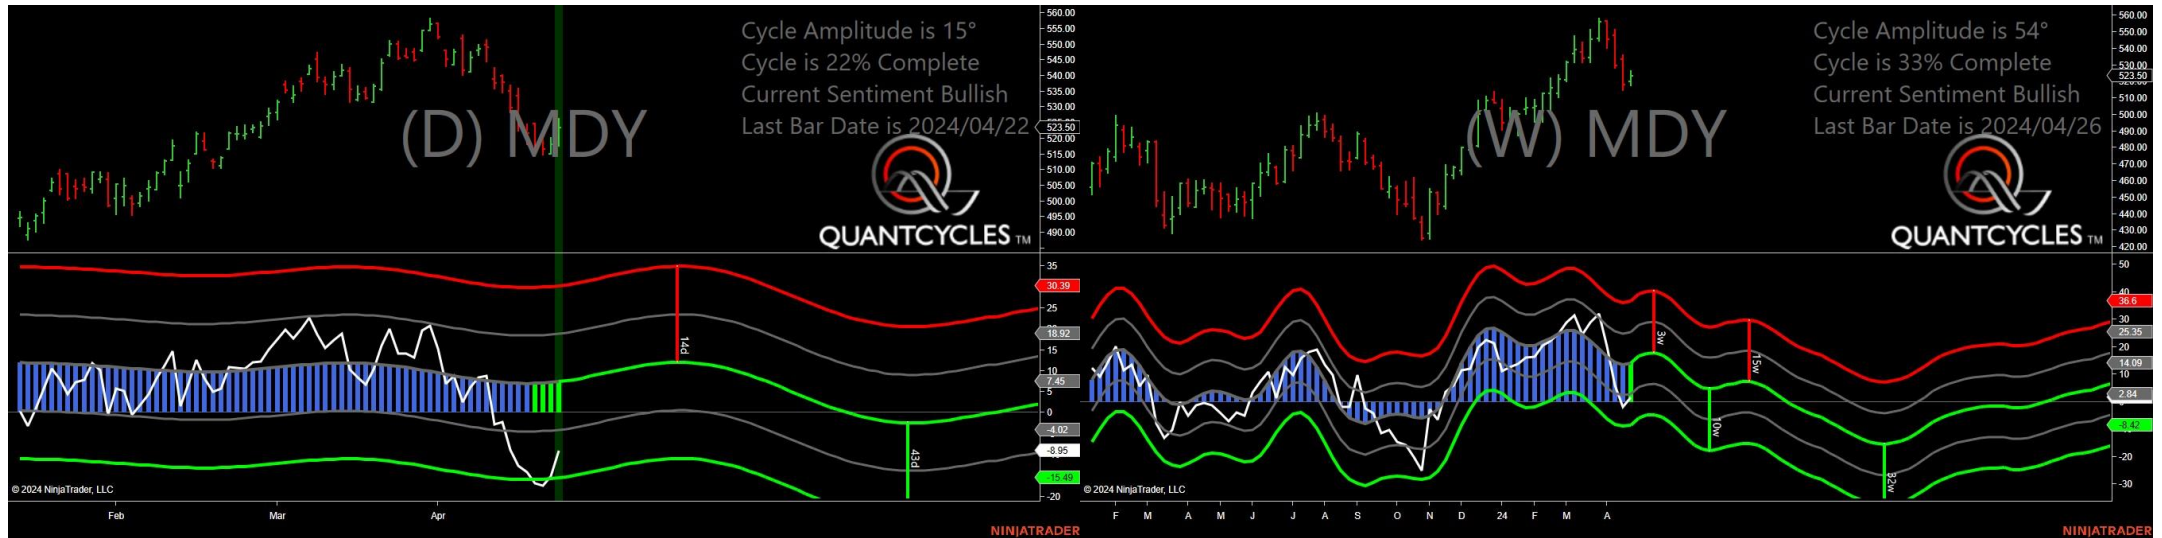 Cycle Amplitude is 15°
Cycle is 22% Complete
Current Sentiment Bullish
Last Bar Date is 2024/04/22
(D) MDY
QUANTCYCLES TM
560.00
555.00
550.00
545.00
540.00
535.00
530.00
523.50
520.00
515.00
510.00
505.00
500.00
495.00
490.00
35
30.39
25
18.92
15
10
7.45
5
0
-4.02
-8.95
-15.49
-20
14d
43d
© 2024 NinjaTrader, LLC
Feb Mar Apr
NINJATRADER
Cycle Amplitude is 54°
Cycle is 33% Complete
Current Sentiment Bullish
Last Bar Date is 2024/04/26
(W) MDY
QUANTCYCLES TM
560.00
550.00
540.00
530.00
523.50
510.00
500.00
490.00
480.00
470.00
460.00
450.00
440.00
430.00
420.00
50
40
36.6
30
25.35
20
14.09
10
2.84
-8.42
-20
-30
3w
10w
15w
32w
© 2024 NinjaTrader, LLC
F M A M J J A S O N D 24 F M A
NINJATRADER